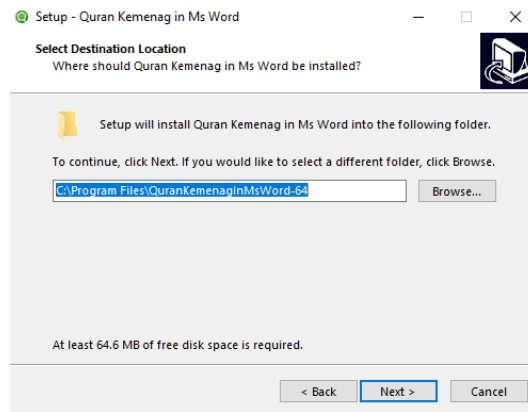 Setup - Quran Kemenag in Ms Word
Select Destination Location
Where should Quran Kemenag in Ms Word be installed?
Setup will install Quran Kemenag in Ms Word into the following folder.
To continue, click Next. If you would like to select a different folder, click Browse.
C:\Program Files\QuranKemenagInMsWord-64
Browse...
At least 64.6 MB of free disk space is required.
< Back
Next >
Cancel